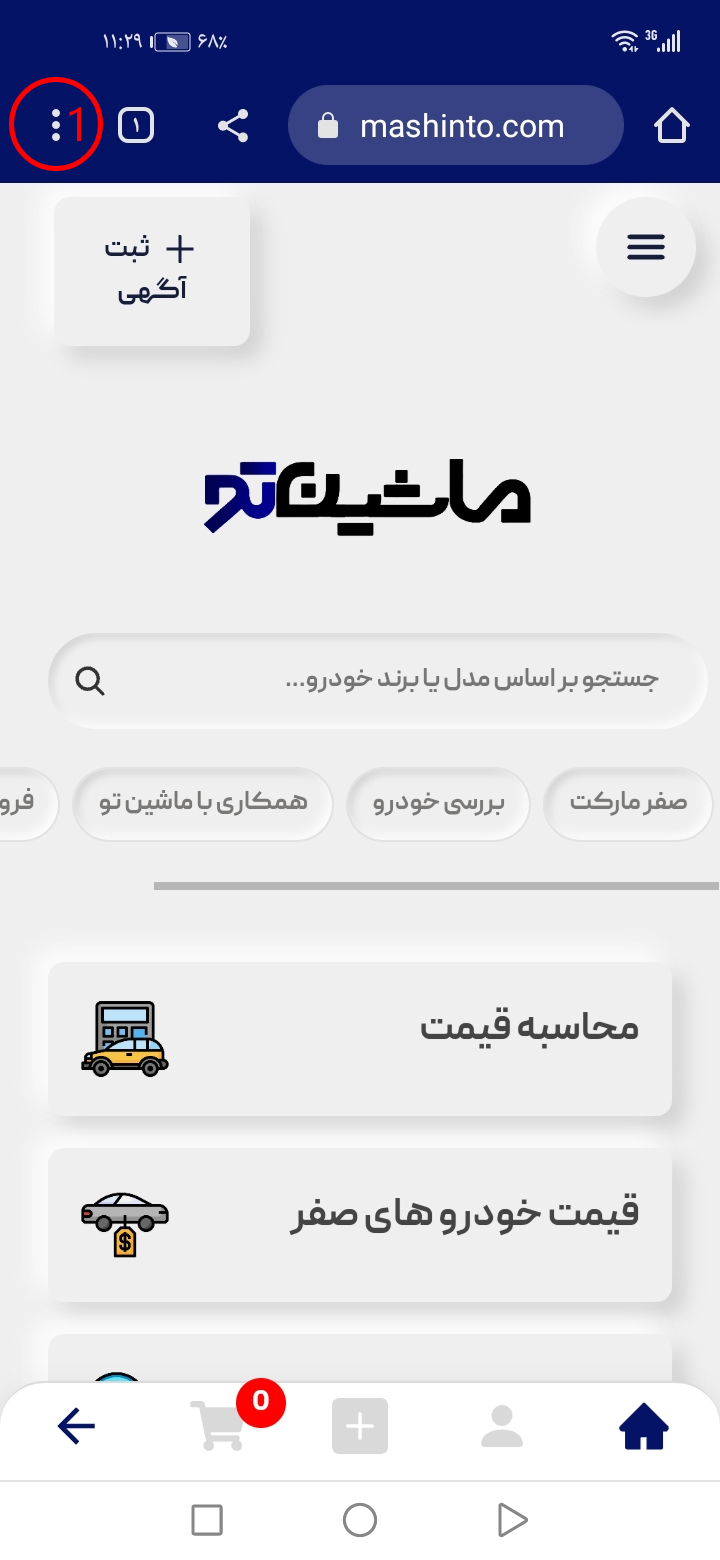 ۱۱:۲۹ ۶۸٪ 3G
1 ۱ mashinto.com
ثبت
آگهی
ماشین‌تو
جستجو بر اساس مدل یا برند خودرو...
صفر مارکت بررسی خودرو همکاری با ماشین تو فرو
محاسبه قیمت
قیمت خودرو های صفر
$
0